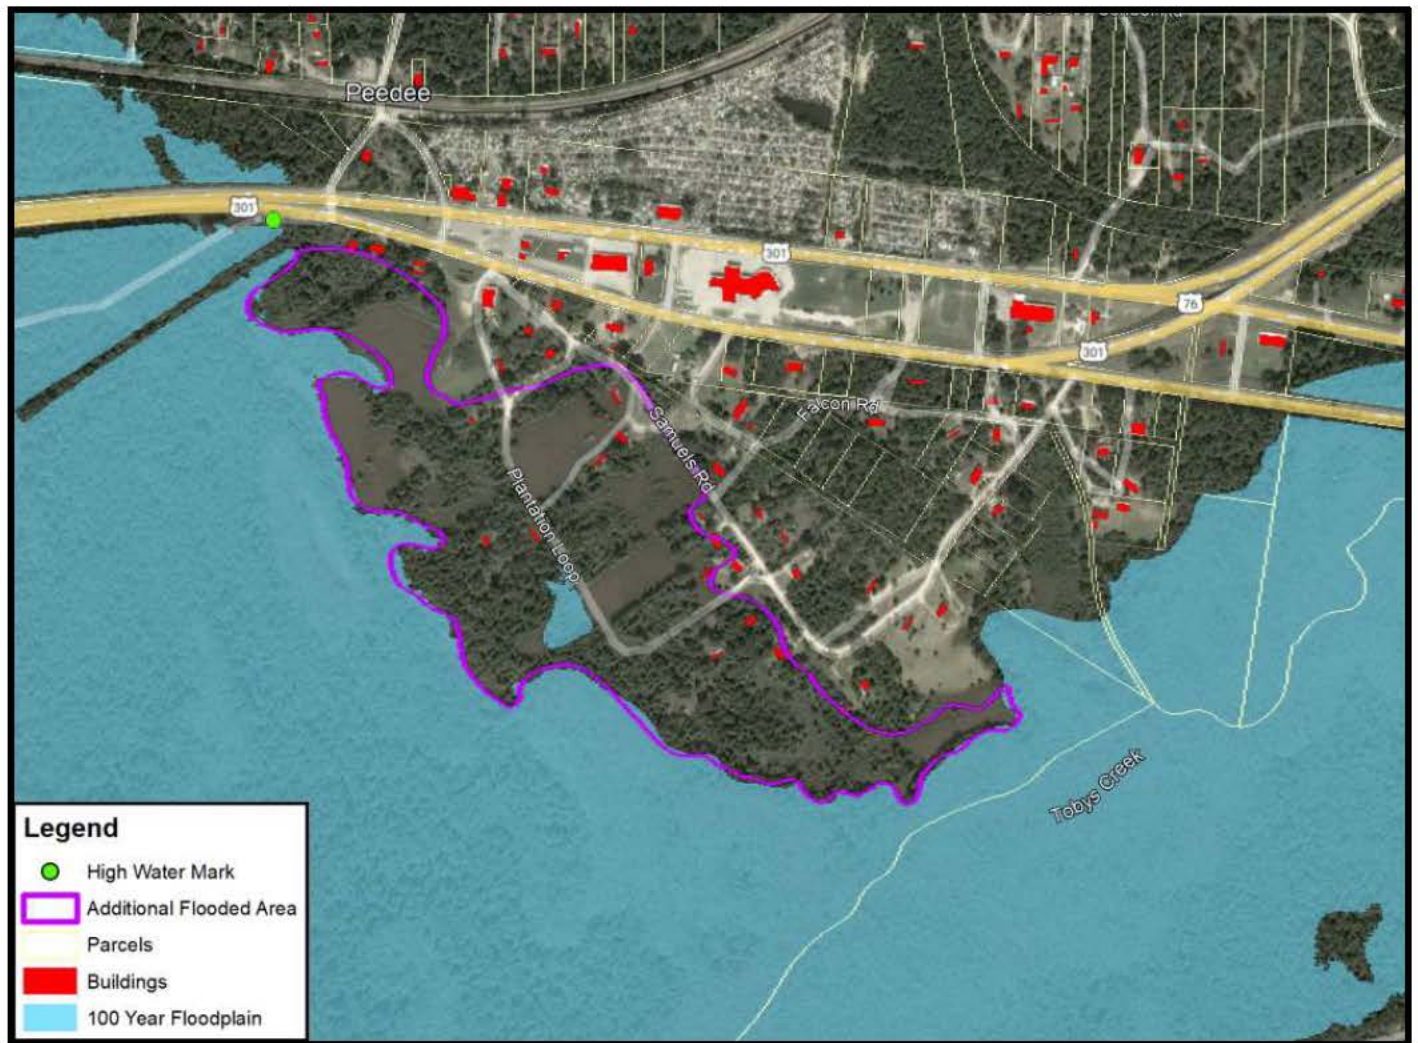 Peedee
301
301
76
301
Falcon Rd
Samuels Rd
Plantation Loop
Tobys Creek
Legend
High Water Mark
Additional Flooded Area
Parcels
Buildings
100 Year Floodplain